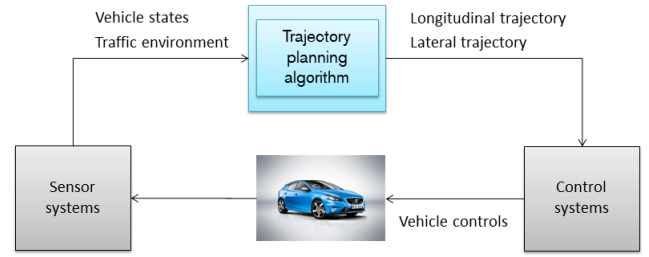 Vehicle states
Traffic environment
Trajectory
planning
algorithm
Longitudinal trajectory
Lateral trajectory
Sensor
systems
Control
systems
Vehicle controls